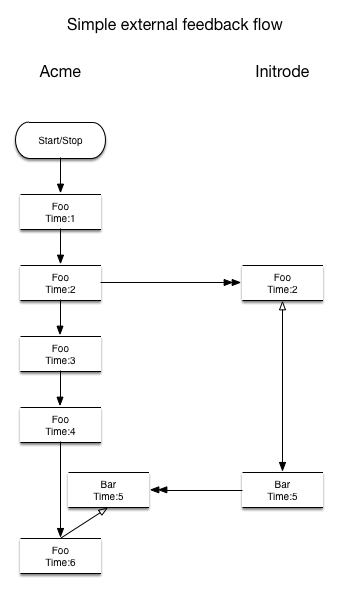 Simple external feedback flow
Acme
Initrode
Start/Stop
Foo
Time:1
Foo
Time:2
Foo
Time:2
Foo
Time:3
Foo
Time:4
Bar
Time:5
Bar
Time:5
Foo
Time:6